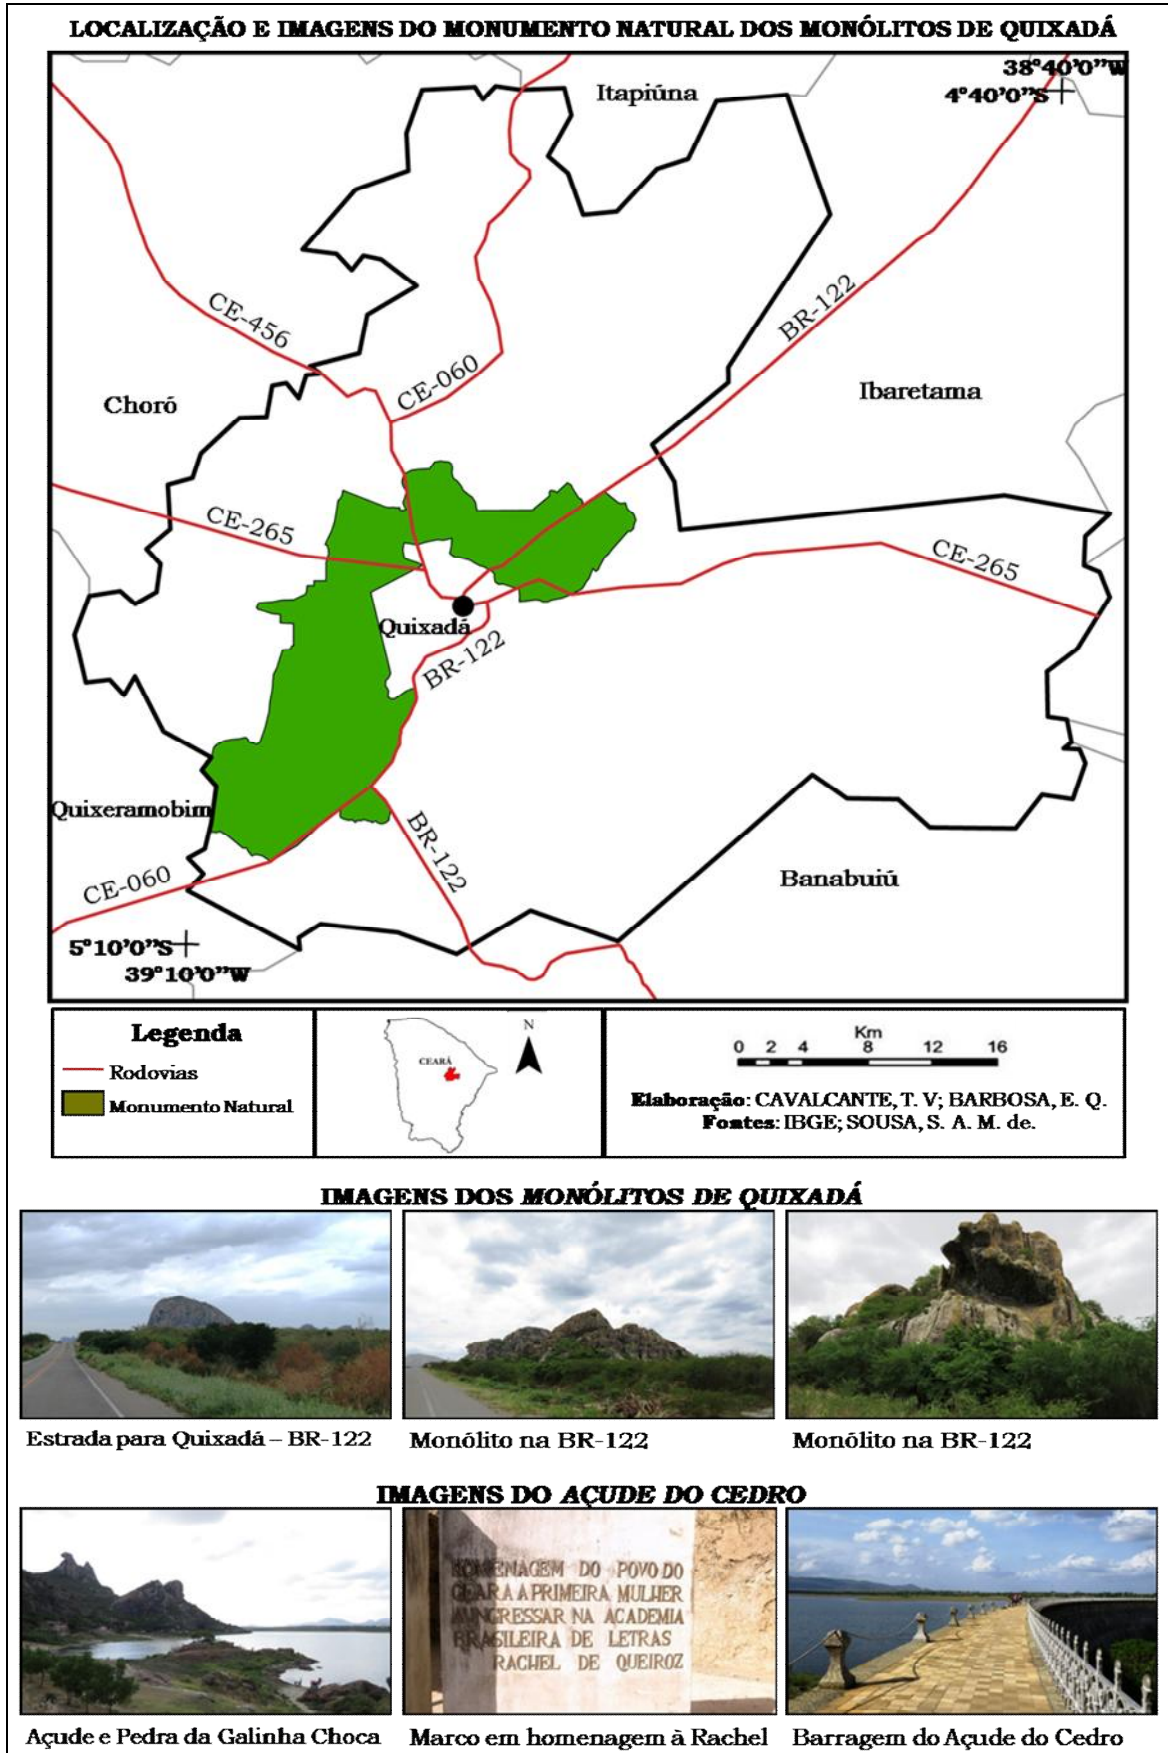 LOCALIZAÇÃO E IMAGENS DO MONUMENTO NATURAL DOS MONÓLITOS DE QUIXADÁ
38°40'0"W
4°40'0"S
Itapiúna
CE-456
BR-122
CE-060
Choró
Ibaretama
CE-265
CE-265
Quixadá
BR-122
Quixeramobim
BR-122
CE-060
Banabuiú
5°10'0"S
39°10'0"W
Legenda
Rodovias
Monumento Natural
CEARÁ
N
Km
0 2 4 8 12 16
Elaboração: CAVALCANTE, T. V; BARBOSA, E. Q.
Fontes: IBGE; SOUSA, S. A. M. de.
IMAGENS DOS MONÓLITOS DE QUIXADÁ
Estrada para Quixadá – BR-122
Monólito na BR-122
Monólito na BR-122
IMAGENS DO AÇUDE DO CEDRO
HOMENAGEM DO POVO DO
CEARA A PRIMEIRA MULHER
A INGRESSAR NA ACADEMIA
BRASILEIRA DE LETRAS
RACHEL DE QUEIROZ
Açude e Pedra da Galinha Choca
Marco em homenagem à Rachel
Barragem do Açude do Cedro